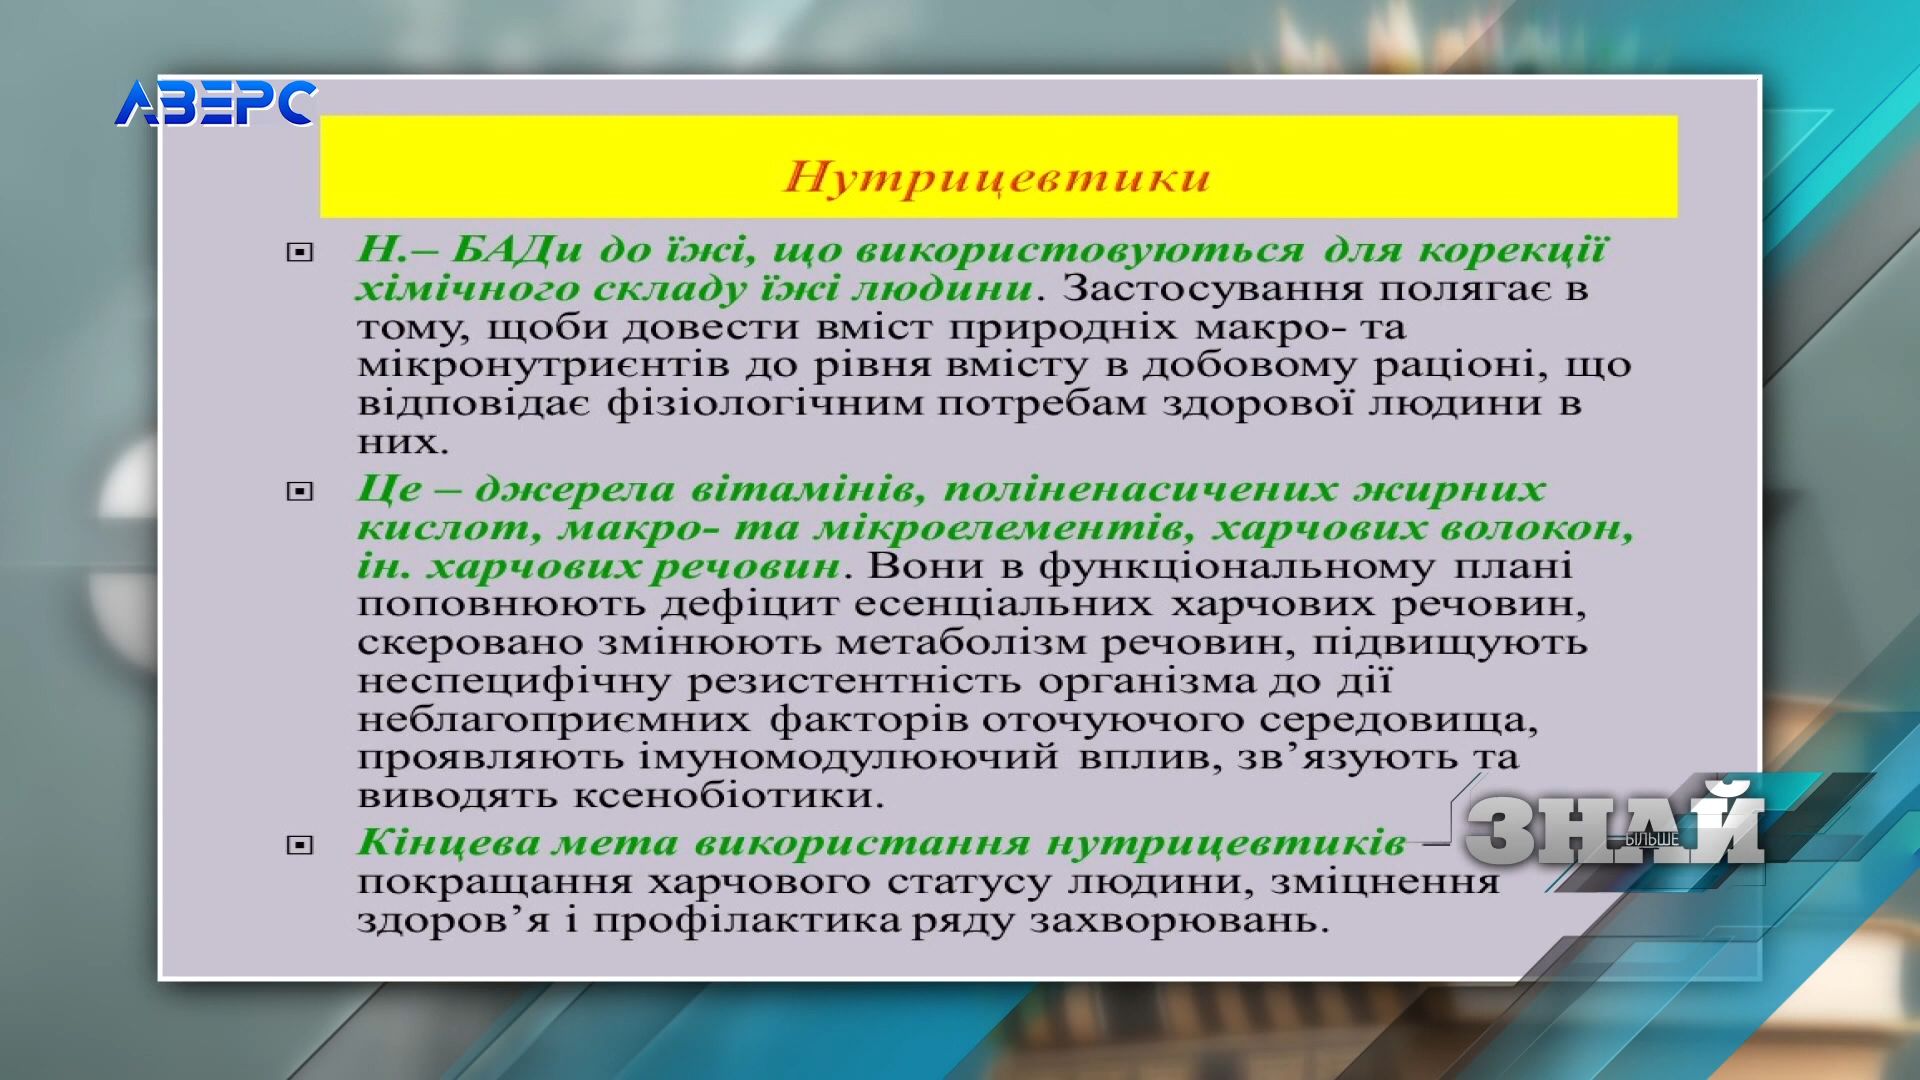 АВЕРС
Нутрицевтики
Н.– БАДи до їжі, що використовуються для корекції
хімічного складу їжі людини. Застосування полягає в
тому, щоби довести вміст природніх макро- та
мікронутриєнтів до рівня вмісту в добовому раціоні, що
відповідає фізіологічним потребам здорової людини в
них.
Це – джерела вітамінів, поліненасичених жирних
кислот, макро- та мікроелементів, харчових волокон,
ін. харчових речовин. Вони в функціональному плані
поповнюють дефіцит есенціальних харчових речовин,
скеровано змінюють метаболізм речовин, підвищують
неспецифічну резистентність організма до дії
неблагоприємних факторів оточуючого середовища,
проявляють імуномодулюючий вплив, зв’язують та
виводять ксенобіотики.
Кінцева мета використання нутрицевтиків –
покращання харчового статусу людини, зміцнення
здоров’я і профілактика ряду захворювань.
ЗНАЙ
БІЛЬШЕ